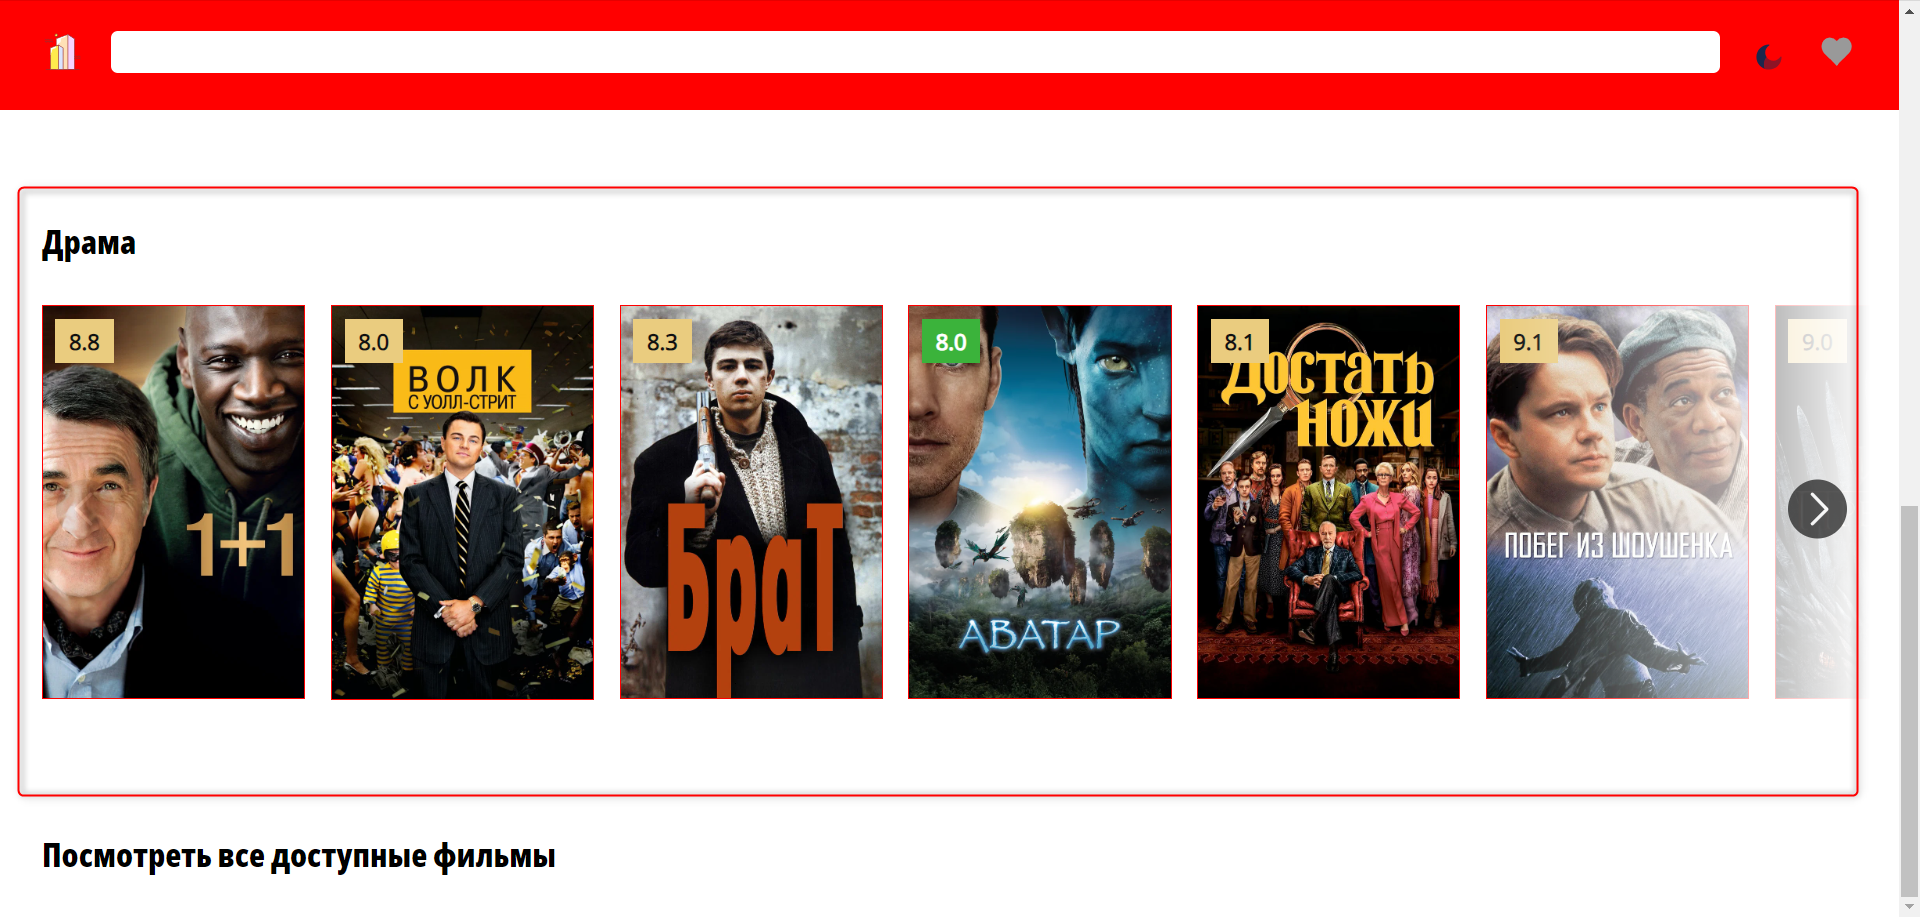 Драма
8.8
1+1
8.0
ВОЛК
С УОЛЛ-СТРИТ
8.3
Брат
8.0
АВАТАР
8.1
Достать
ножи
9.1
ПОБЕГ ИЗ ШОУШЕНКА
9.0
Посмотреть все доступные фильмы